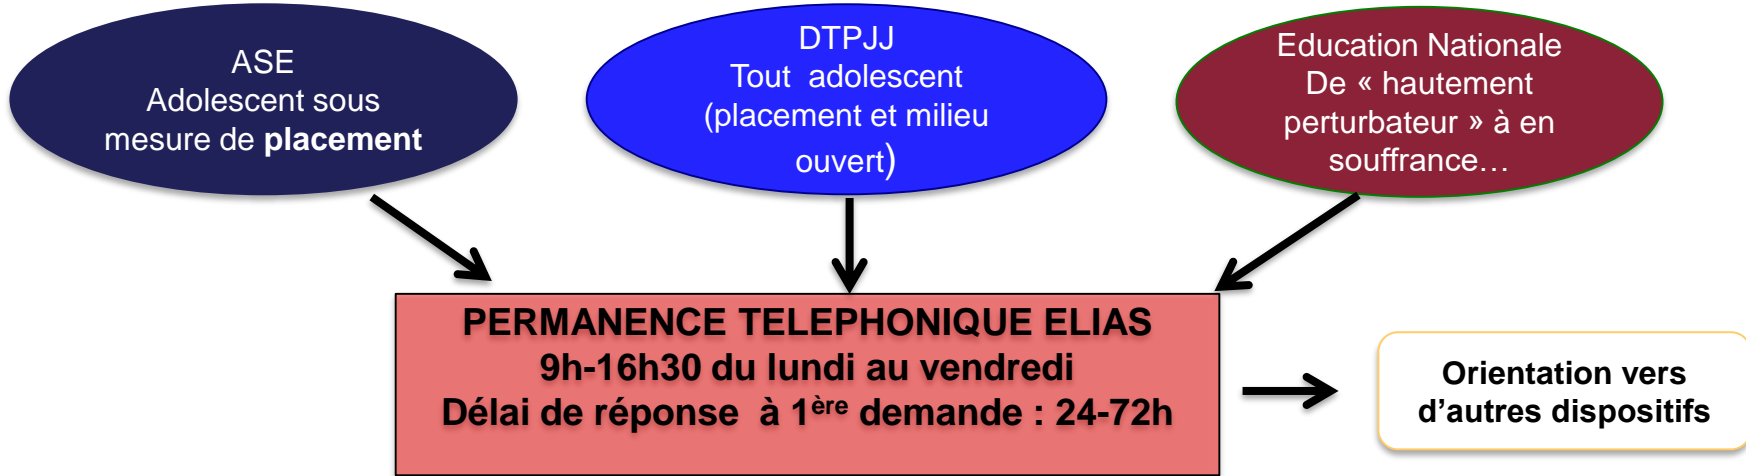 ASE
Adolescent sous
mesure de placement
DTPJJ
Tout adolescent
(placement et milieu
ouvert)
Education Nationale
De « hautement
perturbateur » à en
souffrance…
PERMANENCE TELEPHONIQUE ELIAS
9h-16h30 du lundi au vendredi
Délai de réponse à 1ère demande : 24-72h
Orientation vers
d’autres dispositifs